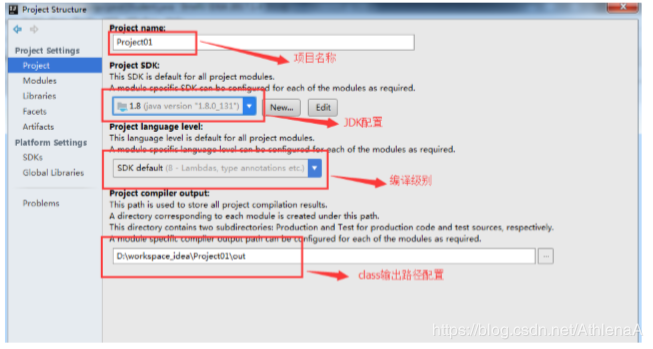 Project Structure
Project Settings
Project
Modules
Libraries
Facets
Artifacts
Platform Settings
SDKs
Global Libraries
Problems
Project name:
Project01
项目名称
Project SDK:
This SDK is default for all project modules.
A module specific SDK can be configured for each of the modules as required.
1.8 (java version "1.8.0_131")
New...
Edit
JDK配置
Project language level:
This language level is default for all project modules.
A module specific language level can be configured for each of the modules as required.
SDK default (8 - Lambdas, type annotations etc.)
编译级别
Project compiler output:
This path is used to store all project compilation results.
A directory corresponding to each module is created under this path.
This directory contains two subdirectories: Production and Test for production code and test sources, respectively.
A module specific compiler output path can be configured for each of the modules as required.
D:\workspace_idea\Project01\out
...
class输出路径配置
https://blog.csdn.net/AthlenaA